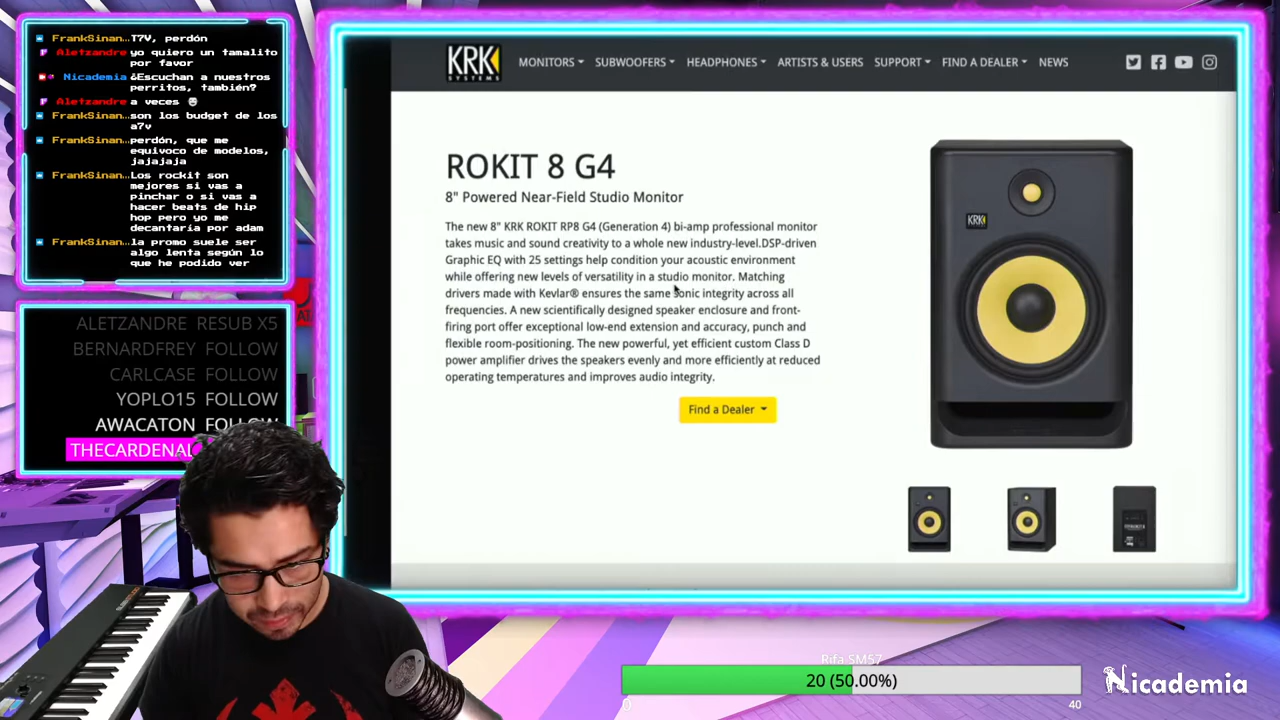 FrankSinan… T7V, perdón
Aletzandre yo quiero un tamalito
por favor
Nicademia ¿Escuchan a nuestros
perritos, también?
Aletzandre a veces
FrankSinan… son los budget de los
a7v
FrankSinan… perdón, que me
equivoco de modelos,
jajajaja
FrankSinan… Los rockit son
mejores si vas a
pinchar o si vas a
hacer beats de hip
hop pero yo me
decantaría por adam
FrankSinan… la promo suele ser
algo lenta según lo
que he podido ver
ALETZANDRE RESUB X5
BERNARDFREY FOLLOW
CARLCASE FOLLOW
YOPLO15 FOLLOW
AWACATON FOLLOW
THECARDENAL
KRK
SYSTEMS
MONITORS SUBWOOFERS HEADPHONES ARTISTS & USERS SUPPORT FIND A DEALER NEWS
ROKIT 8 G4
8" Powered Near-Field Studio Monitor
The new 8" KRK ROKIT RP8 G4 (Generation 4) bi-amp professional monitor
takes music and sound creativity to a whole new industry-level.DSP-driven
Graphic EQ with 25 settings help condition your acoustic environment
while offering new levels of versatility in a studio monitor. Matching
drivers made with Kevlar® ensures the same sonic integrity across all
frequencies. A new scientifically designed speaker enclosure and front-
firing port offer exceptional low-end extension and accuracy, punch and
flexible room-positioning. The new powerful, yet efficient custom Class D
power amplifier drives the speakers evenly and more efficiently at reduced
operating temperatures and improves audio integrity.
Find a Dealer
KRK
Rifa SM57
20 (50.00%)
0
40
Nicademia